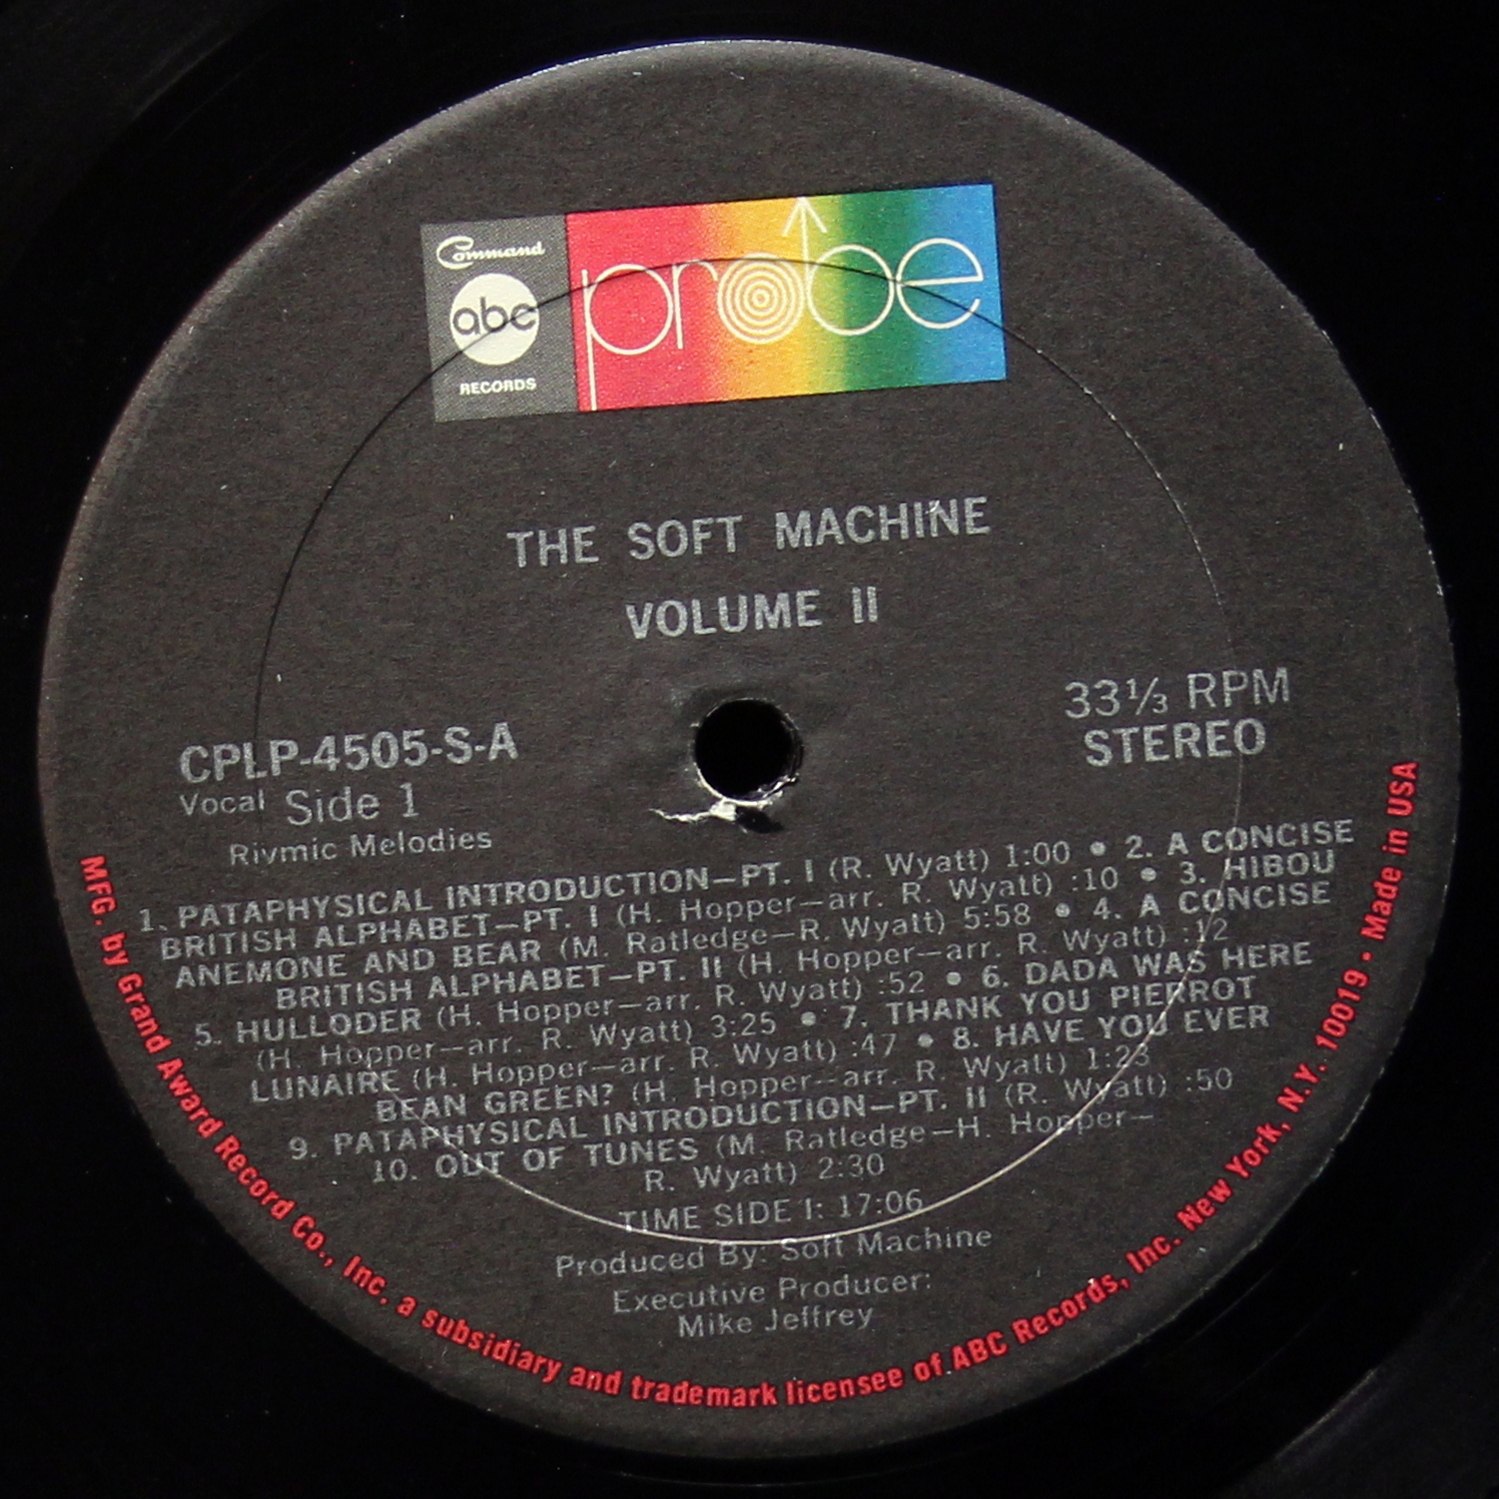 Command
abc
RECORDS
probe
THE SOFT MACHINE
VOLUME II
33⅓ RPM
STEREO
CPLP-4505-S-A
Vocal Side 1
Rivmic Melodies
1. PATAPHYSICAL INTRODUCTION—PT. I (R. Wyatt) 1:00 • 2. A CONCISE
BRITISH ALPHABET—PT. I (H. Hopper—arr. R. Wyatt) :10 • 3. HIBOU
ANEMONE AND BEAR (M. Ratledge—R. Wyatt) 5:58 • 4. A CONCISE
BRITISH ALPHABET—PT. II (H. Hopper—arr. R. Wyatt) :12
5. HULLODER (H. Hopper—arr. R. Wyatt) :52 • 6. DADA WAS HERE
(H. Hopper—arr. R. Wyatt) 3:25 • 7. THANK YOU PIERROT
LUNAIRE (H. Hopper—arr. R. Wyatt) :47 • 8. HAVE YOU EVER
BEAN GREEN? (H. Hopper—arr. R. Wyatt) 1:23
9. PATAPHYSICAL INTRODUCTION—PT. II (R. Wyatt) :50
10. OUT OF TUNES (M. Ratledge—H. Hopper—
R. Wyatt) 2:30
TIME SIDE I: 17:06
Produced By: Soft Machine
Executive Producer:
Mike Jeffrey
MFG. by Grand Award Record Co., Inc. a subsidiary and trademark licensee of ABC Records, Inc. New York, N.Y. 10019 • Made in USA